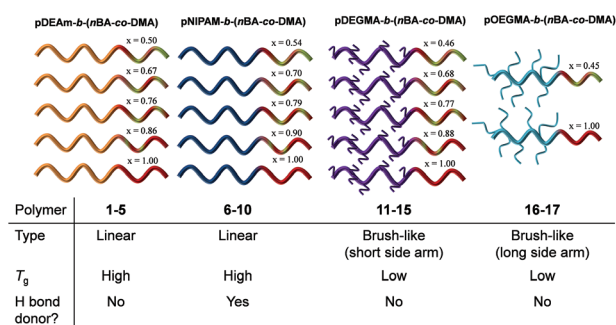 pDEAm-b-(nBA-co-DMA) pNIPAM-b-(nBA-co-DMA) pDEGMA-b-(nBA-co-DMA) pOEGMA-b-(nBA-co-DMA)
x = 0.50 x = 0.54 x = 0.46 x = 0.45
x = 0.67 x = 0.70 x = 0.68
x = 0.76 x = 0.79 x = 0.77
x = 0.86 x = 0.90 x = 0.88 x = 1.00
x = 1.00 x = 1.00 x = 1.00
Polymer 1-5 6-10 11-15 16-17
Type Linear Linear Brush-like Brush-like
(short side arm) (long side arm)
Tg High High Low Low
H bond No Yes No No
donor?